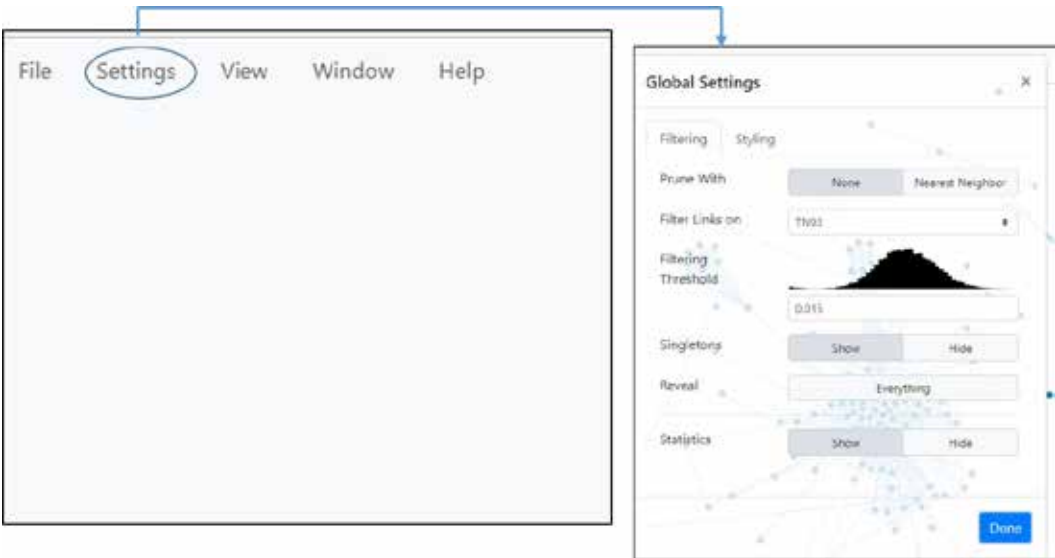 File Settings View Window Help
Global Settings ×
Filtering Styling
Prune With None Nearest Neighbor
Filter Links on TN93
Filtering
Threshold
0.015
Singletons Show Hide
Reveal Everything
Statistics Show Hide
Done